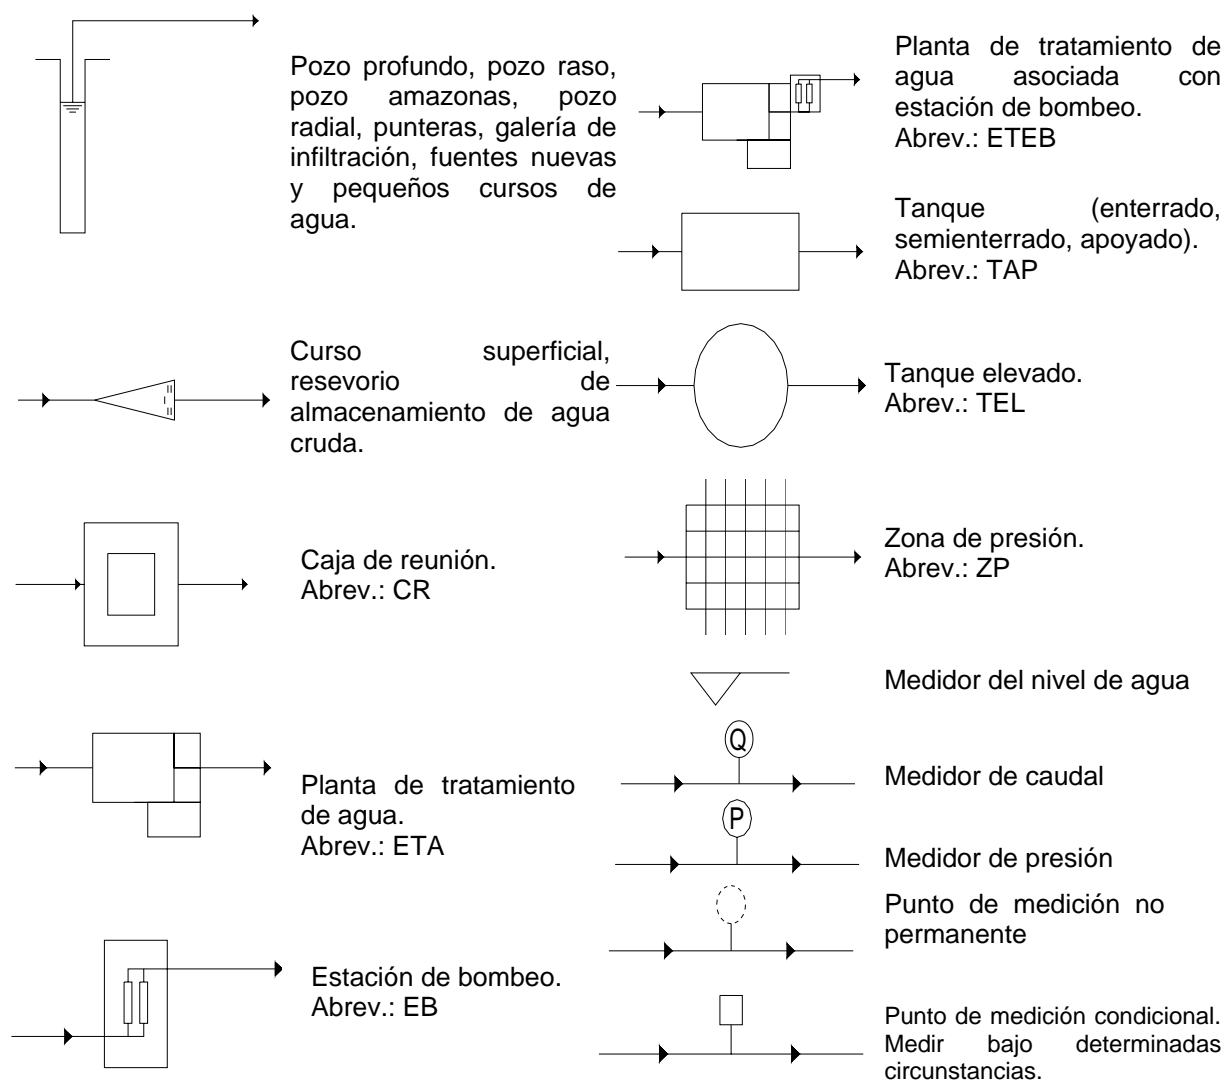 Pozo profundo, pozo raso,
pozo amazonas, pozo
radial, punteras, galería de
infiltración, fuentes nuevas
y pequeños cursos de
agua.
Curso superficial,
resevorio de
almacenamiento de agua
cruda.
Caja de reunión.
Abrev.: CR
Planta de tratamiento
de agua.
Abrev.: ETA
Estación de bombeo.
Abrev.: EB
Planta de tratamiento de
agua asociada con
estación de bombeo.
Abrev.: ETEB
Tanque (enterrado,
semienterrado, apoyado).
Abrev.: TAP
Tanque elevado.
Abrev.: TEL
Zona de presión.
Abrev.: ZP
Medidor del nivel de agua
Q
Medidor de caudal
P
Medidor de presión
Punto de medición no
permanente
Punto de medición condicional.
Medir bajo determinadas
circunstancias.